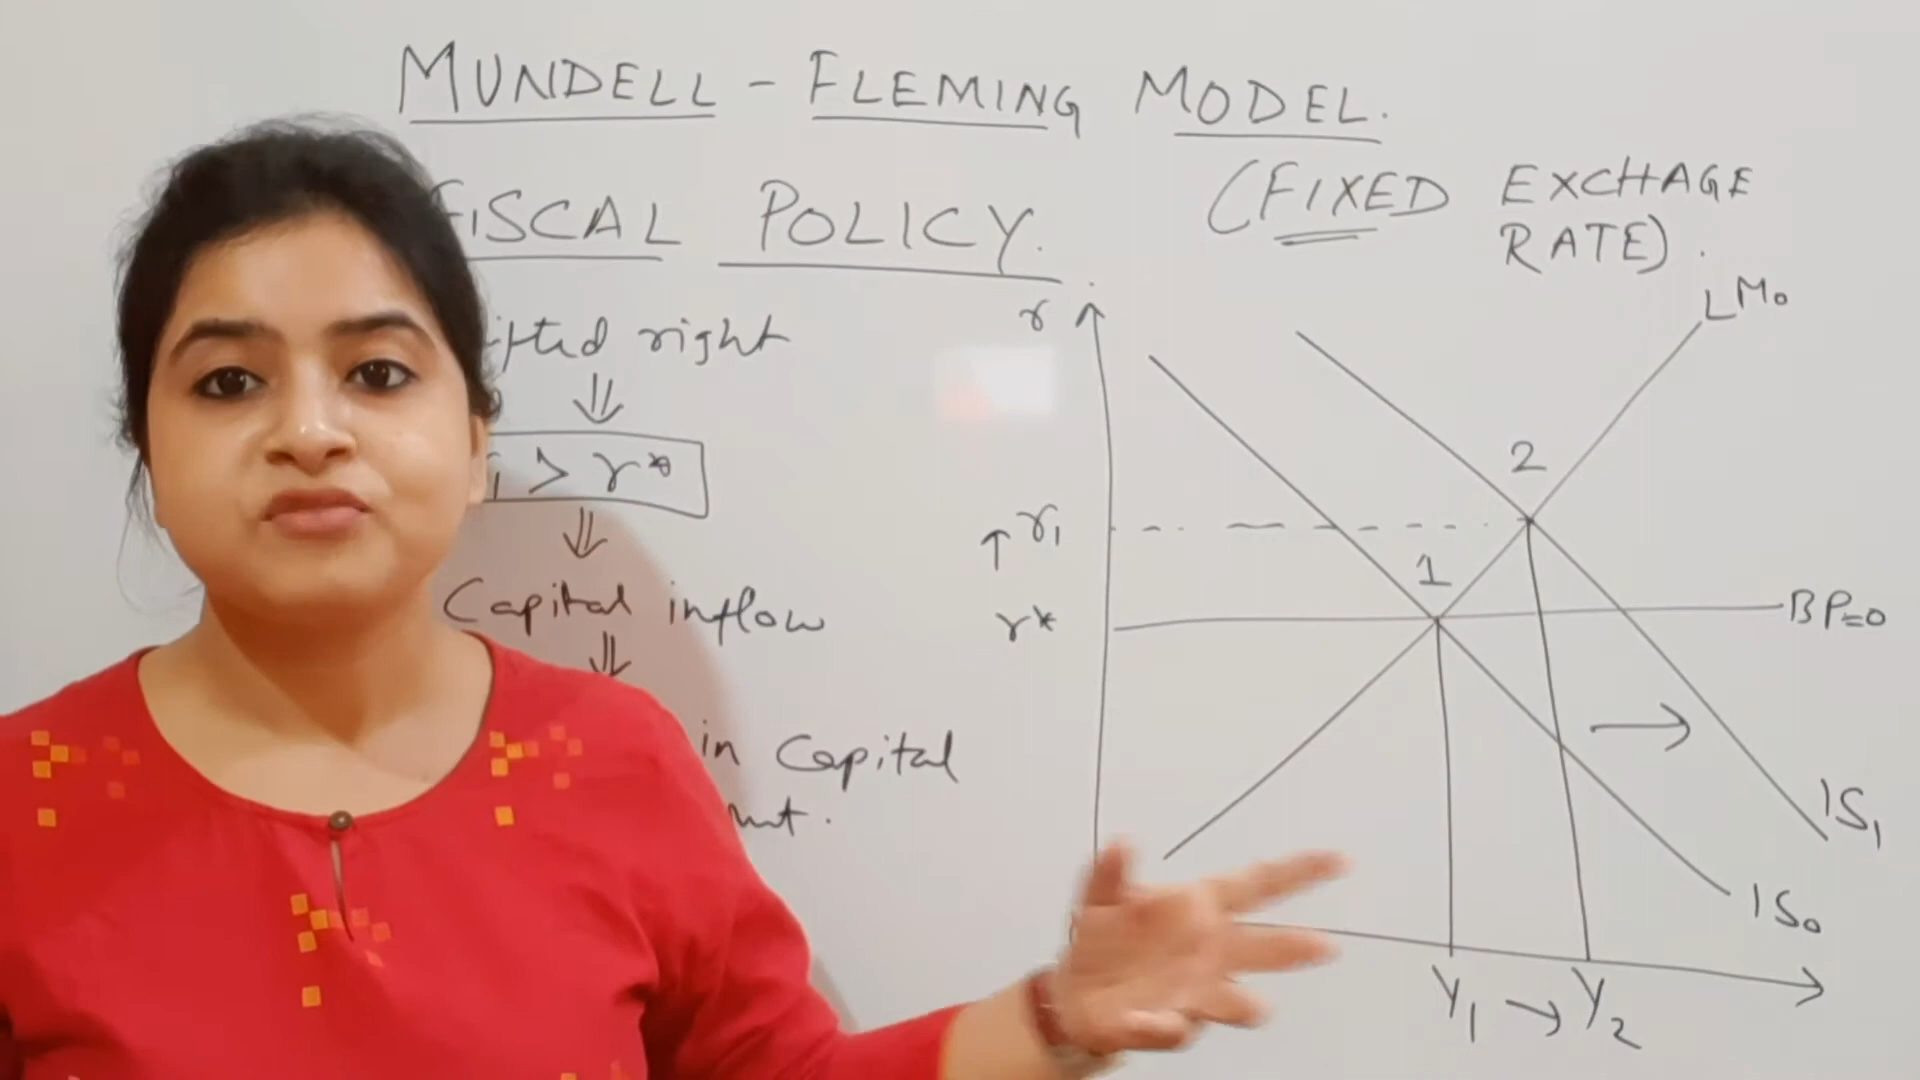 MUNDELL - FLEMING MODEL.
FISCAL POLICY.
(FIXED EXCHAGE
RATE).
right
⇓
> r*
⇓
Capital inflow
⇓
in Capital
r
LM₀
2
↑ r₁
1
r*
BP=0
→
IS₁
IS₀
Y₁ → Y₂